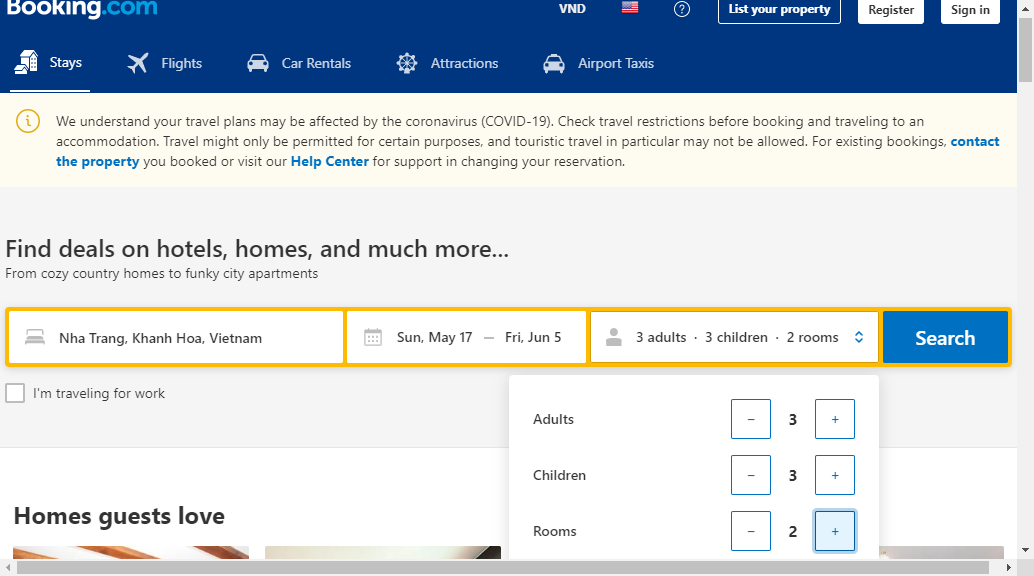 Booking.com
VND
List your property
Register
Sign in
Stays
Flights
Car Rentals
Attractions
Airport Taxis
We understand your travel plans may be affected by the coronavirus (COVID-19). Check travel restrictions before booking and traveling to an
accommodation. Travel might only be permitted for certain purposes, and touristic travel in particular may not be allowed. For existing bookings, contact
the property you booked or visit our Help Center for support in changing your reservation.
Find deals on hotels, homes, and much more...
From cozy country homes to funky city apartments
Nha Trang, Khanh Hoa, Vietnam
Sun, May 17 — Fri, Jun 5
3 adults · 3 children · 2 rooms
Search
I'm traveling for work
Adults
− 3 +
Children
− 3 +
Rooms
− 2 +
Homes guests love